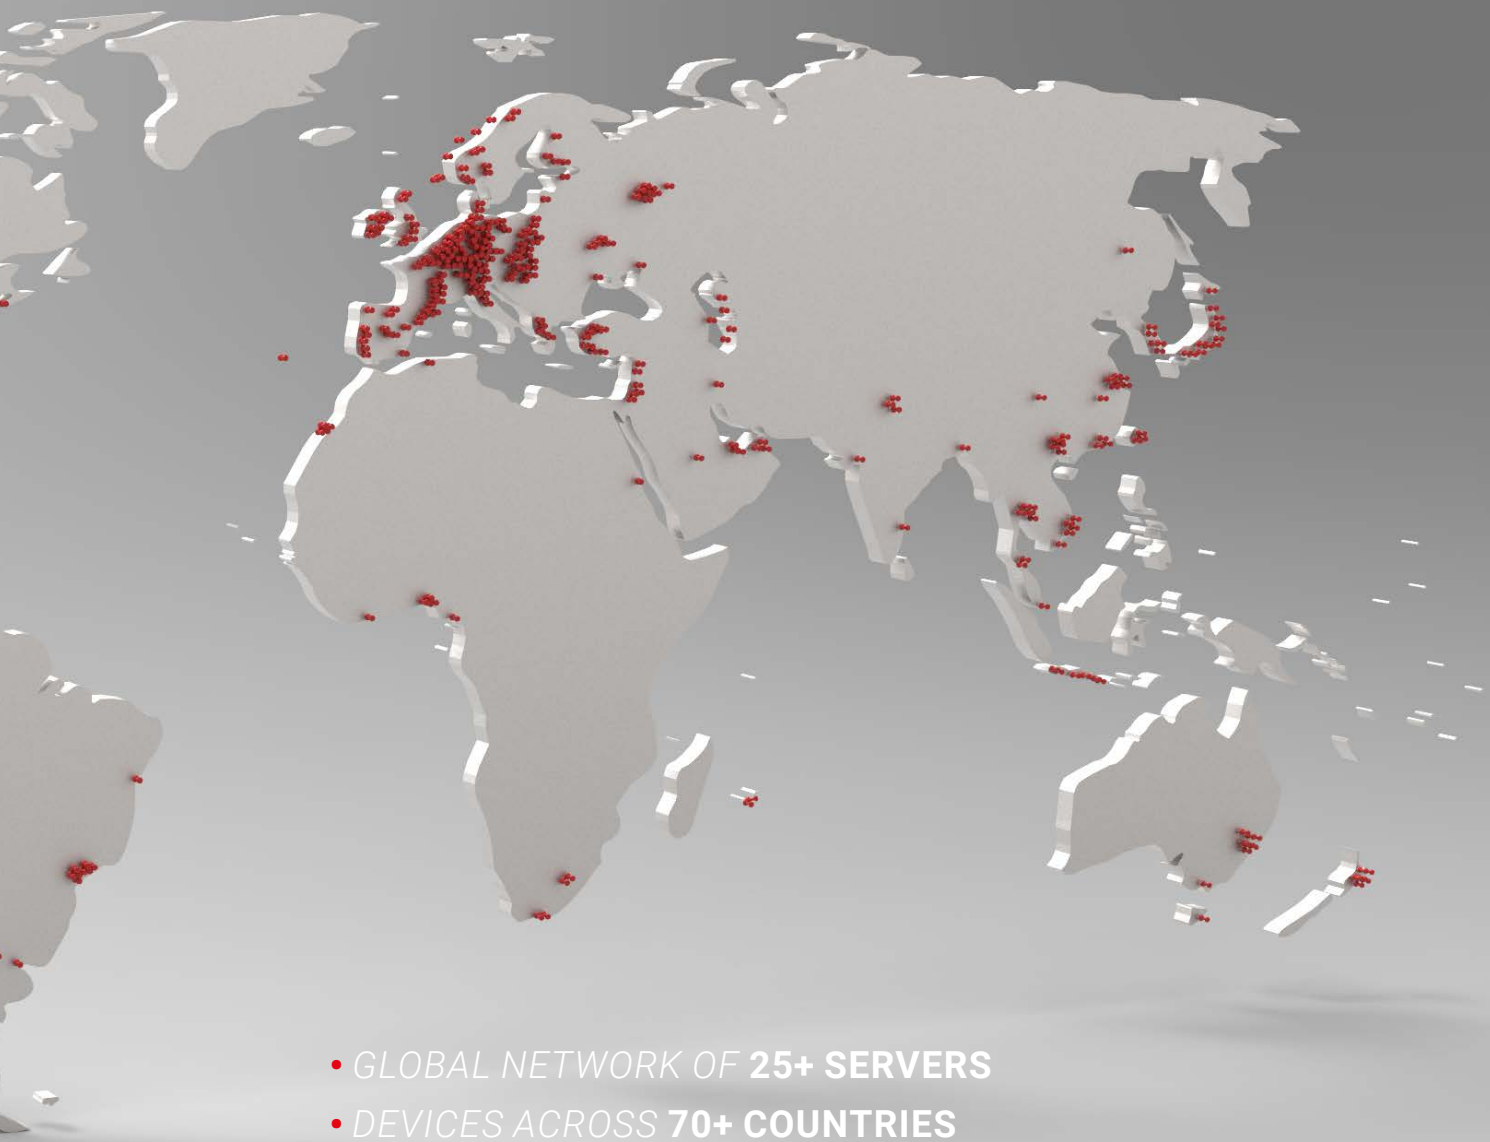 • GLOBAL NETWORK OF 25+ SERVERS
• DEVICES ACROSS 70+ COUNTRIES